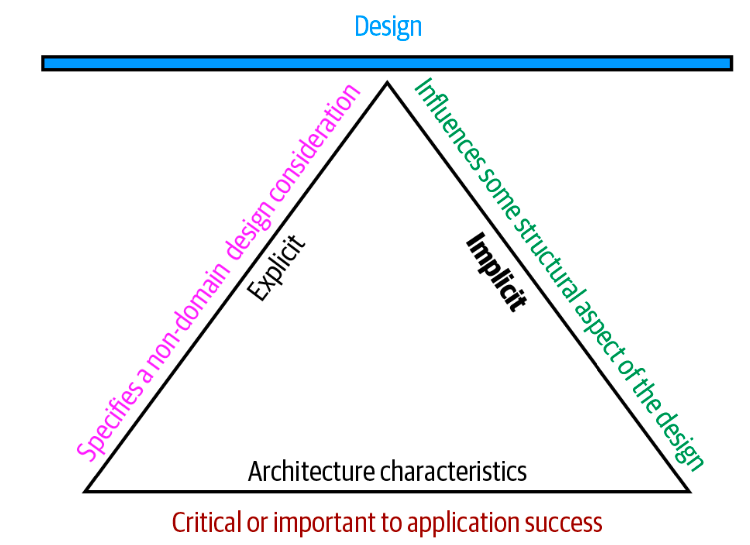 Design
Specifies a non-domain design consideration
Influences some structural aspect of the design
Explicit
Implicit
Architecture characteristics
Critical or important to application success